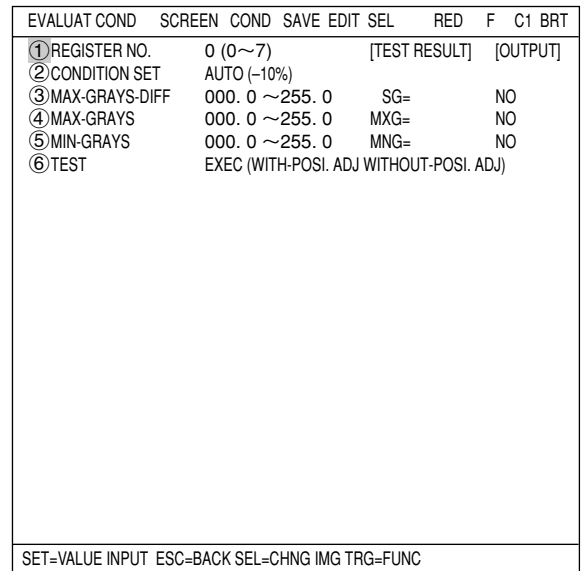 EVALUAT COND SCREEN COND SAVE EDIT SEL RED F C1 BRT
①REGISTER NO. 0 (0～7) [TEST RESULT] [OUTPUT]
②CONDITION SET AUTO (–10%)
③MAX-GRAYS-DIFF 000. 0 ～255. 0 SG= NO
④MAX-GRAYS 000. 0 ～255. 0 MXG= NO
⑤MIN-GRAYS 000. 0 ～255. 0 MNG= NO
⑥TEST EXEC (WITH-POSI. ADJ WITHOUT-POSI. ADJ)
SET=VALUE INPUT ESC=BACK SEL=CHNG IMG TRG=FUNC